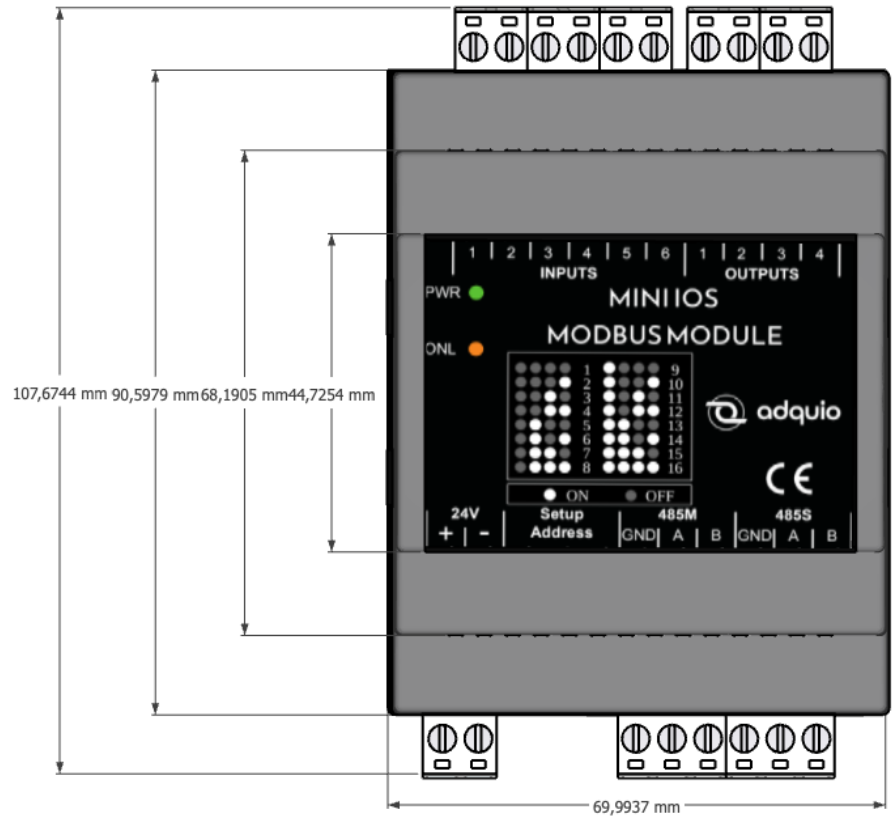 1 | 2 | 3 | 4 | 5 | 6 | 1 | 2 | 3 | 4 |
INPUTS OUTPUTS
PWR
MINI IOS
MODBUS MODULE
ONL
1 9
2 10
3 11
4 12
5 13
6 14
7 15
8 16
ON OFF
adquio
CE
24V Setup 485M 485S
+ | - Address GND A | B GND A | B
107,6744 mm 90,5979 mm 68,1905 mm 44,7254 mm
69,9937 mm